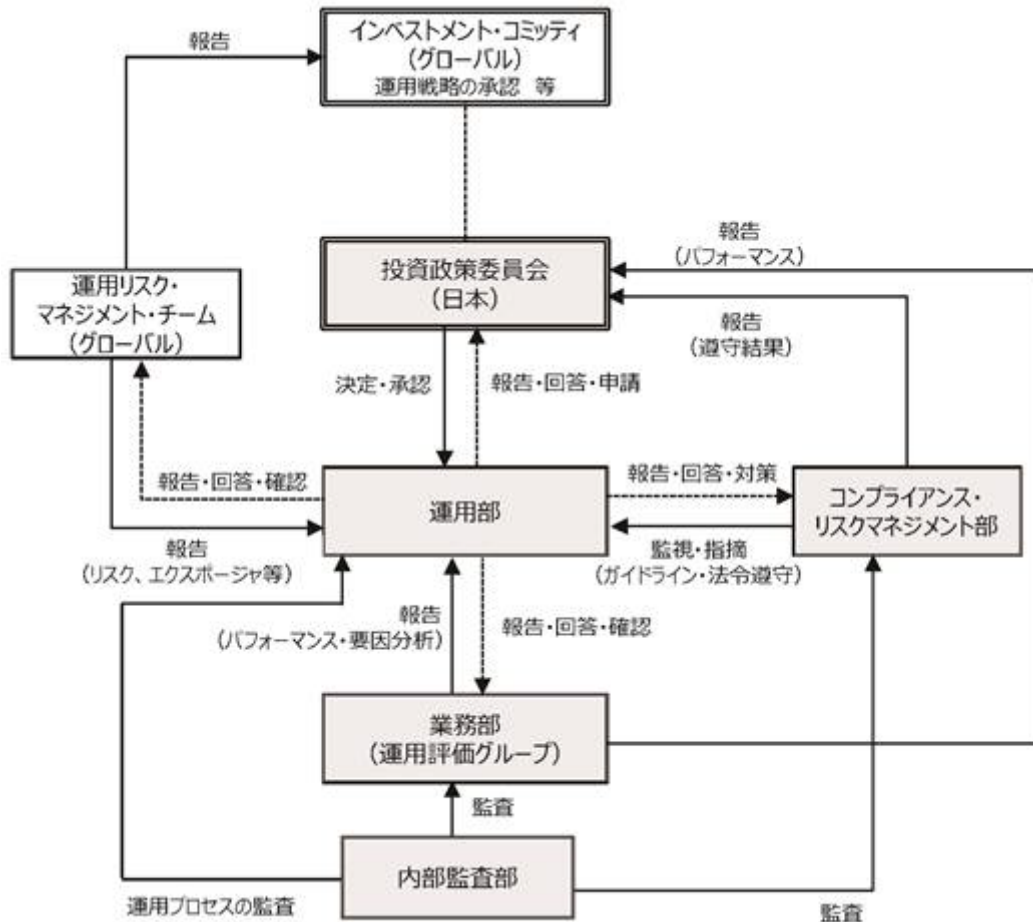 報告
インベストメント・コミッティ
(グローバル)
運用戦略の承認 等
報告
(パフォーマンス)
投資政策委員会
(日本)
運用リスク・
マネジメント・チーム
(グローバル)
報告
(遵守結果)
決定・承認
報告・回答・申請
報告・回答・確認
運用部
報告・回答・対策
コンプライアンス・
リスクマネジメント部
報告
(リスク、エクスポージャ等)
監視・指摘
(ガイドライン・法令遵守)
報告
(パフォーマンス・要因分析)
報告・回答・確認
業務部
(運用評価グループ)
監査
内部監査部
運用プロセスの監査
監査